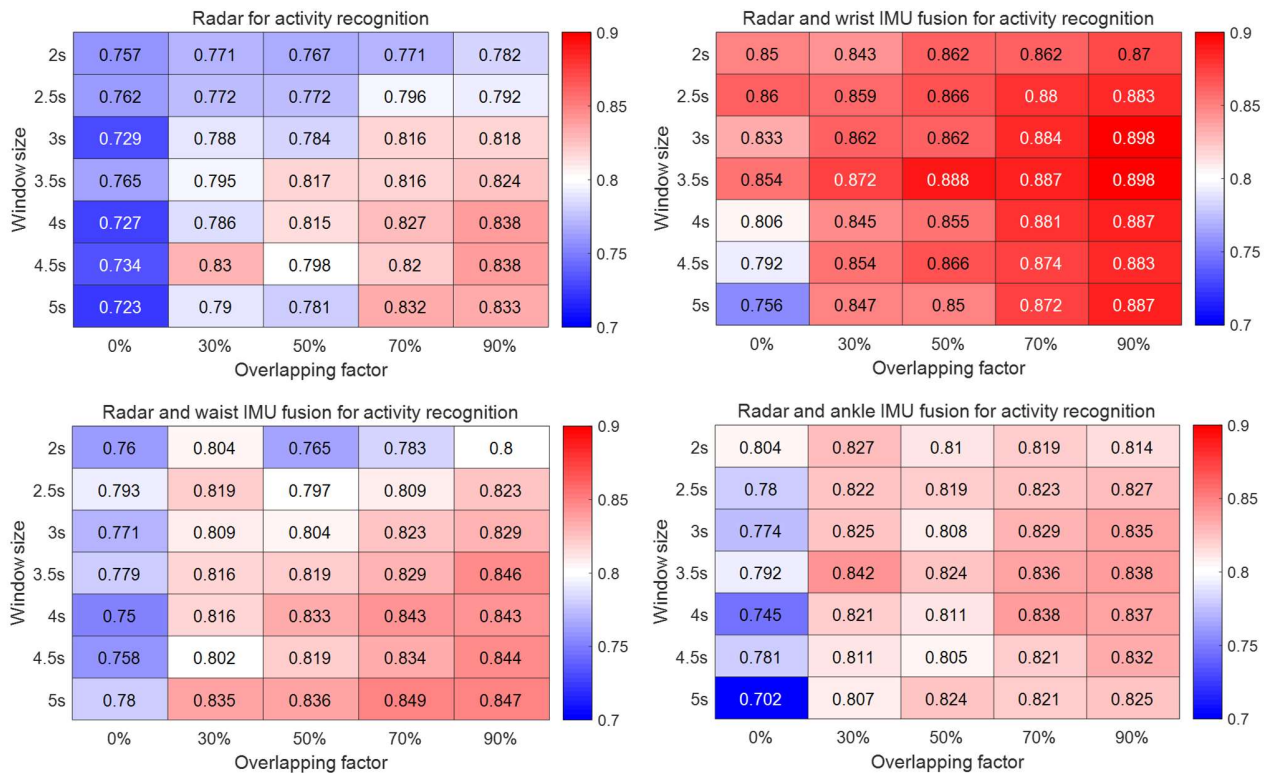 Radar for activity recognition
Window size
2s 0.757 0.771 0.767 0.771 0.782
2.5s 0.762 0.772 0.772 0.796 0.792
3s 0.729 0.788 0.784 0.816 0.818
3.5s 0.765 0.795 0.817 0.816 0.824
4s 0.727 0.786 0.815 0.827 0.838
4.5s 0.734 0.83 0.798 0.82 0.838
5s 0.723 0.79 0.781 0.832 0.833
0% 30% 50% 70% 90%
Overlapping factor
0.9
0.85
0.8
0.75
0.7
Radar and wrist IMU fusion for activity recognition
Window size
2s 0.85 0.843 0.862 0.862 0.87
2.5s 0.86 0.859 0.866 0.88 0.883
3s 0.833 0.862 0.862 0.884 0.898
3.5s 0.854 0.872 0.888 0.887 0.898
4s 0.806 0.845 0.855 0.881 0.887
4.5s 0.792 0.854 0.866 0.874 0.883
5s 0.756 0.847 0.85 0.872 0.887
0% 30% 50% 70% 90%
Overlapping factor
0.9
0.85
0.8
0.75
0.7
Radar and waist IMU fusion for activity recognition
Window size
2s 0.76 0.804 0.765 0.783 0.8
2.5s 0.793 0.819 0.797 0.809 0.823
3s 0.771 0.809 0.804 0.823 0.829
3.5s 0.779 0.816 0.819 0.829 0.846
4s 0.75 0.816 0.833 0.843 0.843
4.5s 0.758 0.802 0.819 0.834 0.844
5s 0.78 0.835 0.836 0.849 0.847
0% 30% 50% 70% 90%
Overlapping factor
0.9
0.85
0.8
0.75
0.7
Radar and ankle IMU fusion for activity recognition
Window size
2s 0.804 0.827 0.81 0.819 0.814
2.5s 0.78 0.822 0.819 0.823 0.827
3s 0.774 0.825 0.808 0.829 0.835
3.5s 0.792 0.842 0.824 0.836 0.838
4s 0.745 0.821 0.811 0.838 0.837
4.5s 0.781 0.811 0.805 0.821 0.832
5s 0.702 0.807 0.824 0.821 0.825
0% 30% 50% 70% 90%
Overlapping factor
0.9
0.85
0.8
0.75
0.7